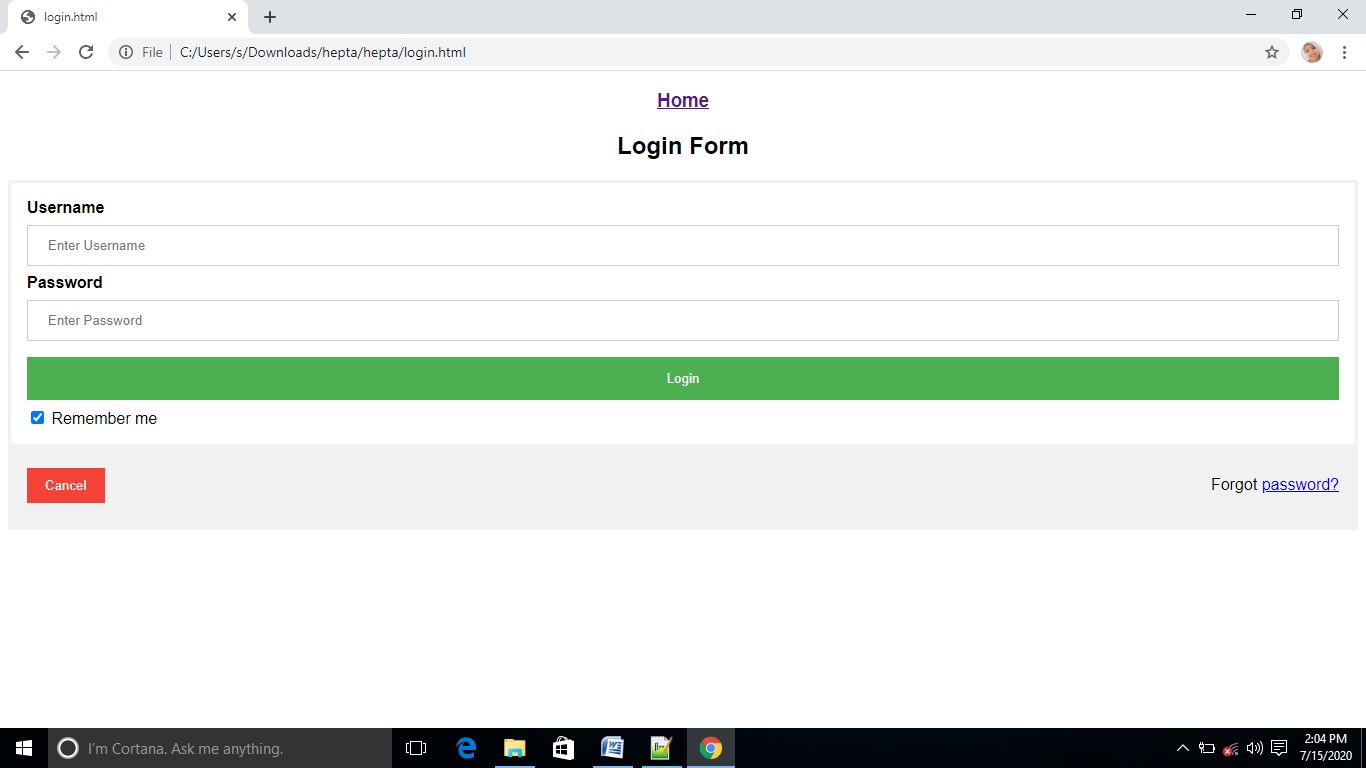 login.html
File
C:/Users/s/Downloads/hepta/hepta/login.html
Home
Login Form
Username
Enter Username
Password
Enter Password
Login
Remember me
Cancel
Forgot password?
I'm Cortana. Ask me anything.
2:04 PM
7/15/2020